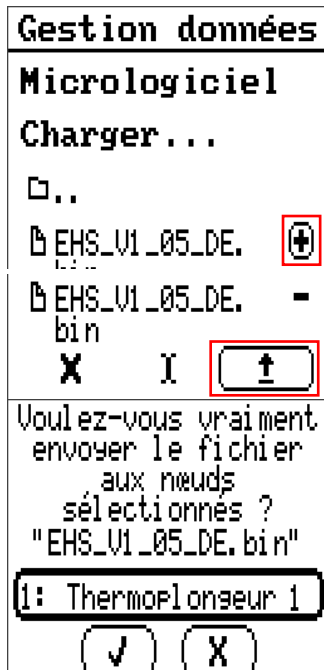 Gestion données
Micrologiciel
Charger...
..
EHS_V1_05_DE.
EHS_V1_05_DE.
bin
Voulez-vous vraiment
envoyer le fichier
aux nœuds
sélectionnés ?
"EHS_V1_05_DE.bin"
1: Thermoplongeur 1